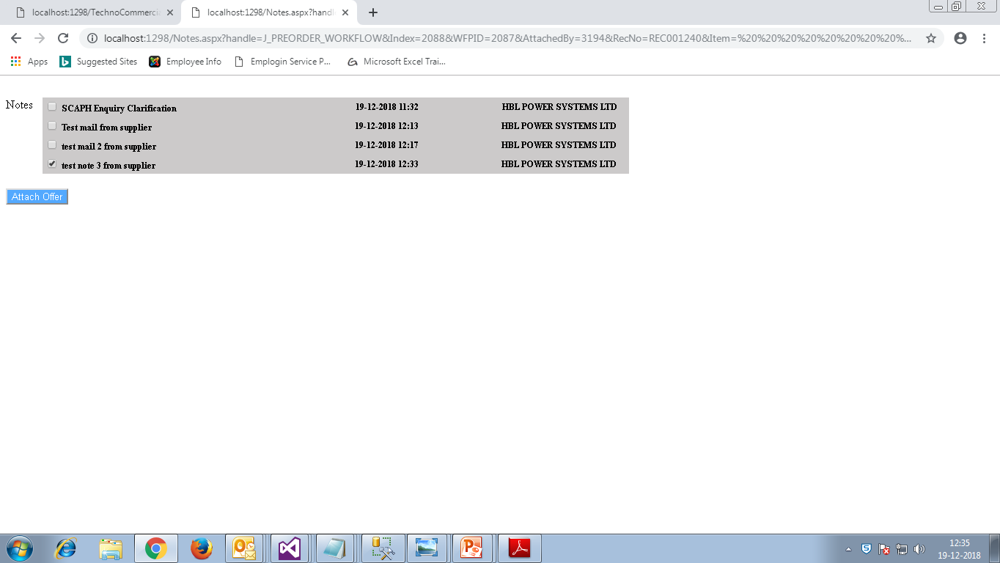 localhost:1298/TechnoCommerci
localhost:1298/Notes.aspx?handl
localhost:1298/Notes.aspx?handle=J_PREORDER_WORKFLOW&Index=2088&WFPID=2087&AttachedBy=3194&RecNo=REC001240&Item=%20%20%20%20%20%20%20%20%...
Apps Suggested Sites Employee Info Emplogin Service P... Microsoft Excel Trai...
Notes
SCAPH Enquiry Clarification 19-12-2018 11:32 HBL POWER SYSTEMS LTD
Test mail from supplier 19-12-2018 12:13 HBL POWER SYSTEMS LTD
test mail 2 from supplier 19-12-2018 12:17 HBL POWER SYSTEMS LTD
test note 3 from supplier 19-12-2018 12:33 HBL POWER SYSTEMS LTD
Attach Offer
12:35
19-12-2018